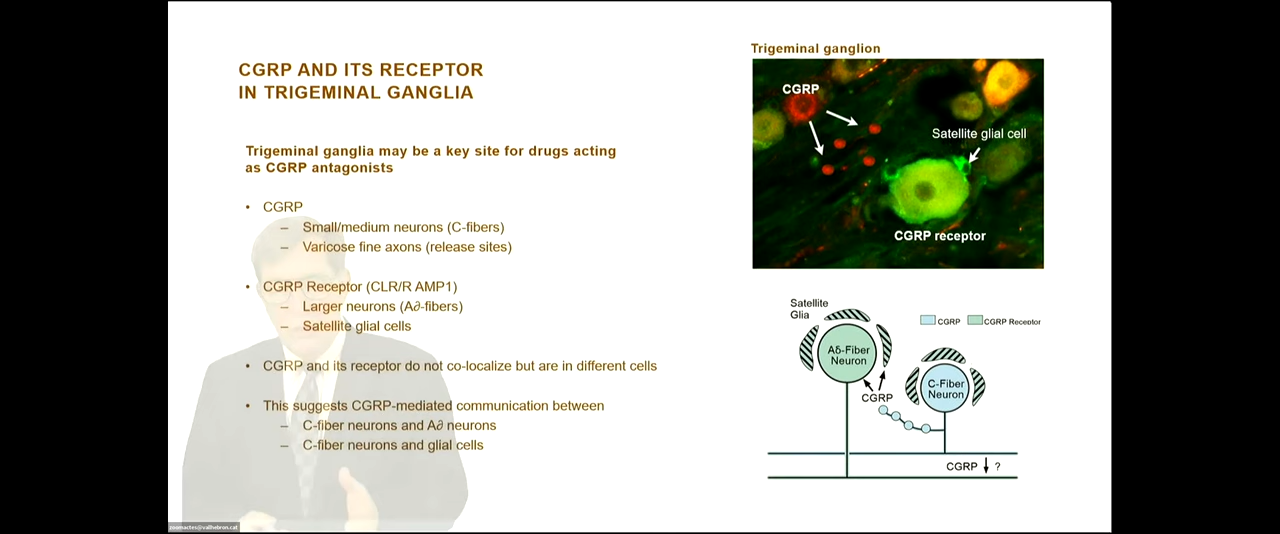 CGRP AND ITS RECEPTOR
IN TRIGEMINAL GANGLIA
Trigeminal ganglia may be a key site for drugs acting
as CGRP antagonists
• CGRP
– Small/medium neurons (C-fibers)
– Varicose fine axons (release sites)
• CGRP Receptor (CLR/R AMP1)
– Larger neurons (A∂-fibers)
– Satellite glial cells
• CGRP and its receptor do not co-localize but are in different cells
• This suggests CGRP-mediated communication between
– C-fiber neurons and A∂ neurons
– C-fiber neurons and glial cells
Trigeminal ganglion
CGRP
Satellite glial cell
CGRP receptor
Satellite
Glia
CGRP
CGRP Receptor
Aδ-Fiber
Neuron
C-Fiber
Neuron
CGRP
CGRP ?
zoomactes@vallhebron.cat